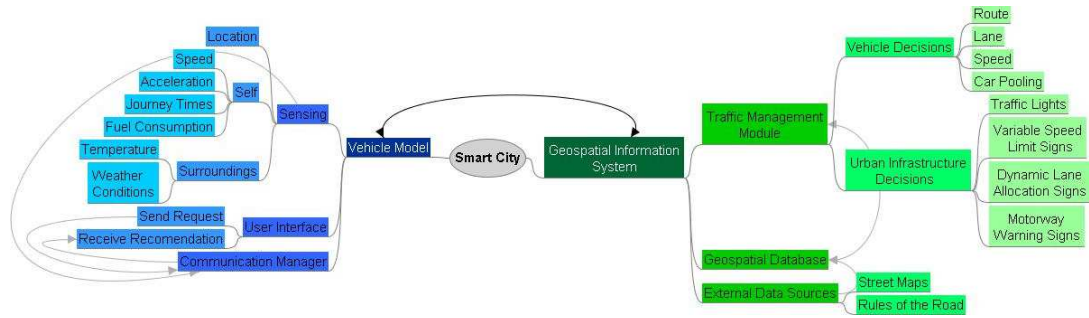 Location
Speed
Acceleration
Journey Times
Fuel Consumption
Self
Temperature
Weather
Conditions
Surroundings
Sensing
Send Request
Receive Recomendation
User Interface
Communication Manager
Vehicle Model
Smart City
Geospatial Information
System
Traffic Management
Module
Vehicle Decisions
Route
Lane
Speed
Car Pooling
Urban Infrastructure
Decisions
Traffic Lights
Variable Speed
Limit Signs
Dynamic Lane
Allocation Signs
Motorway
Warning Signs
Geospatial Database
External Data Sources
Street Maps
Rules of the Road